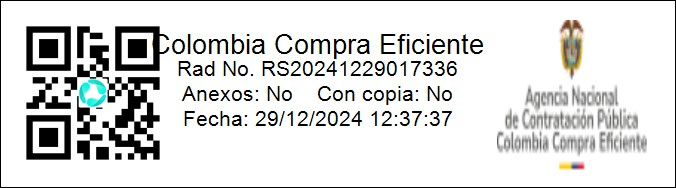 Colombia Compra Eficiente
Rad No. RS20241229017336
Anexos: No Con copia: No
Fecha: 29/12/2024 12:37:37
Agencia Nacional
de Contratación Pública
Colombia Compra Eficiente